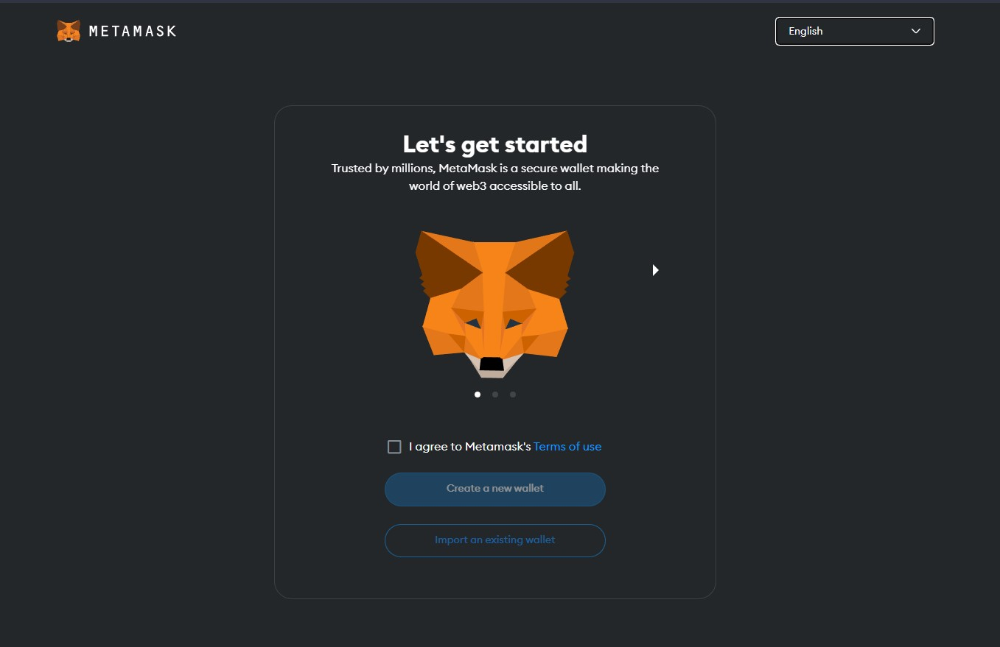 METAMASK
English
Let's get started
Trusted by millions, MetaMask is a secure wallet making the
world of web3 accessible to all.
I agree to Metamask's Terms of use
Create a new wallet
Import an existing wallet